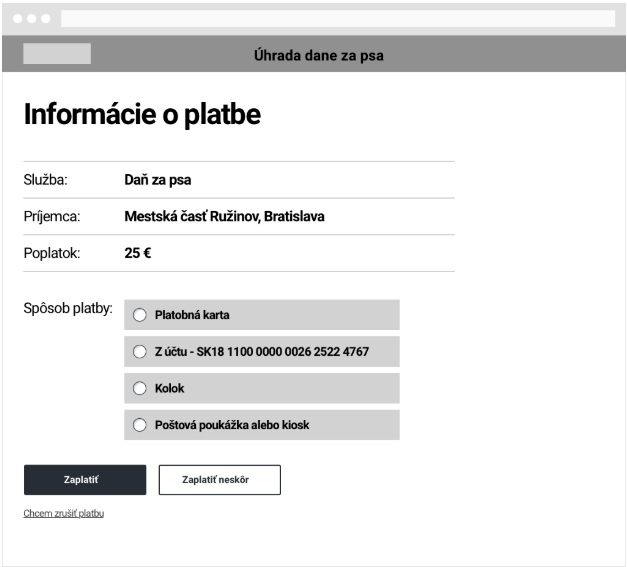 Úhrada dane za psa
Informácie o platbe
Služba: Daň za psa
Príjemca: Mestská časť Ružinov, Bratislava
Poplatok: 25 €
Spôsob platby: Platobná karta
Z účtu - SK18 1100 0000 0026 2522 4767
Kolok
Poštová poukážka alebo kiosk
Zaplatiť Zaplatiť neskôr
Chcem zrušiť platbu